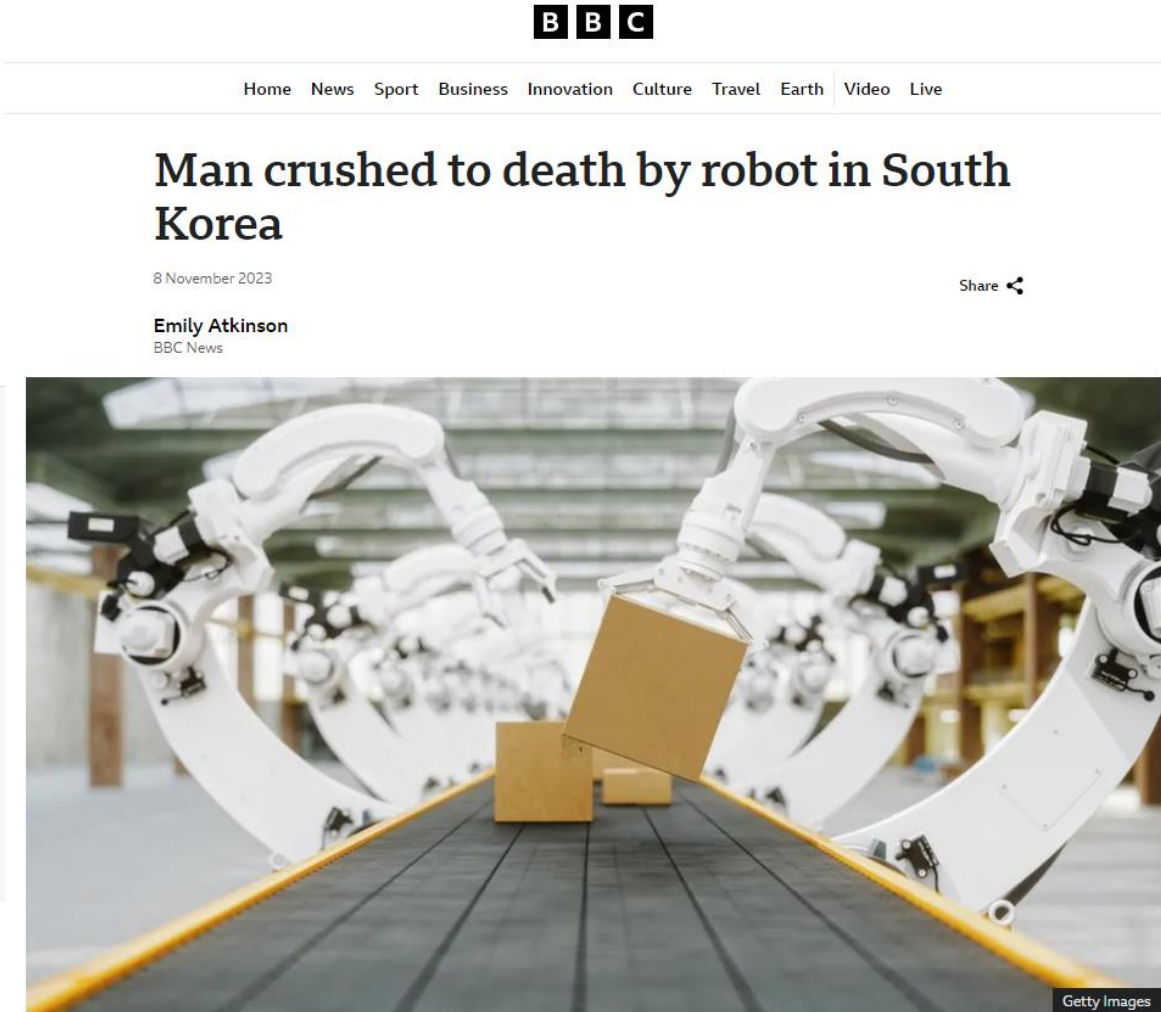 BBC
Home News Sport Business Innovation Culture Travel Earth Video Live
Man crushed to death by robot in South
Korea
8 November 2023
Share
Emily Atkinson
BBC News
Getty Images